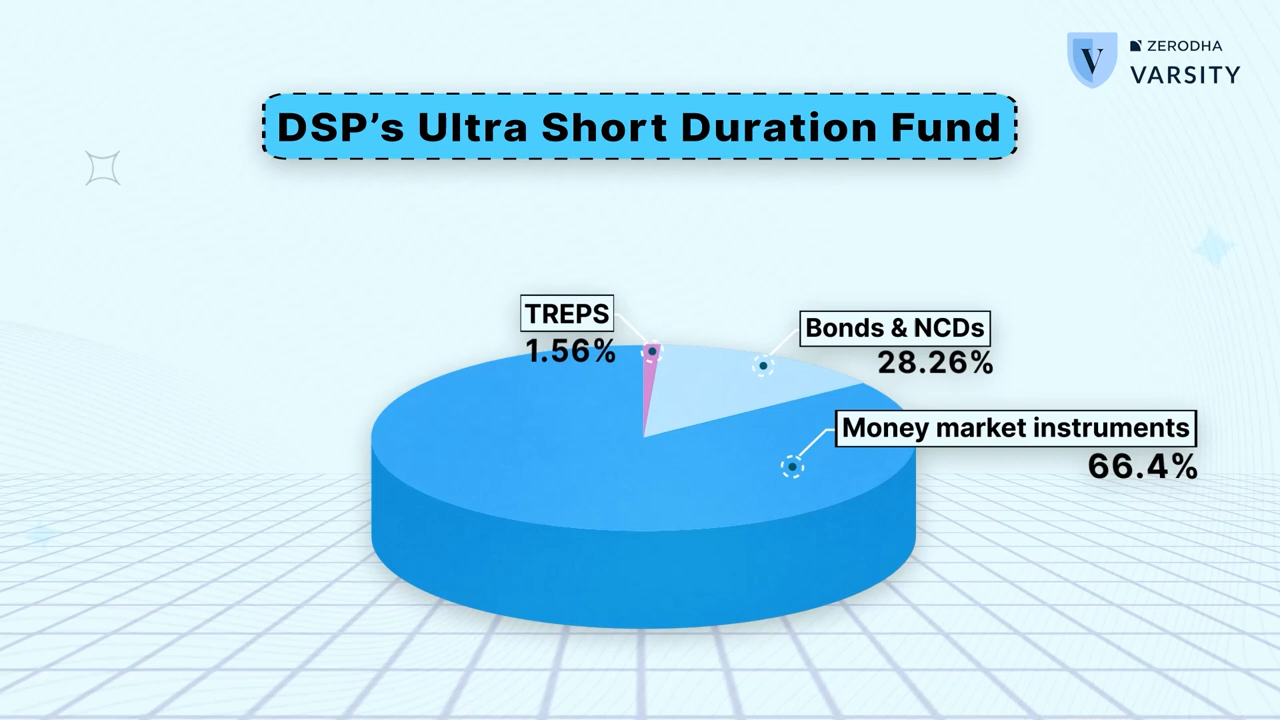 V ZERODHA
VARSITY
DSP’s Ultra Short Duration Fund
TREPS
1.56%
Bonds & NCDs
28.26%
Money market instruments
66.4%